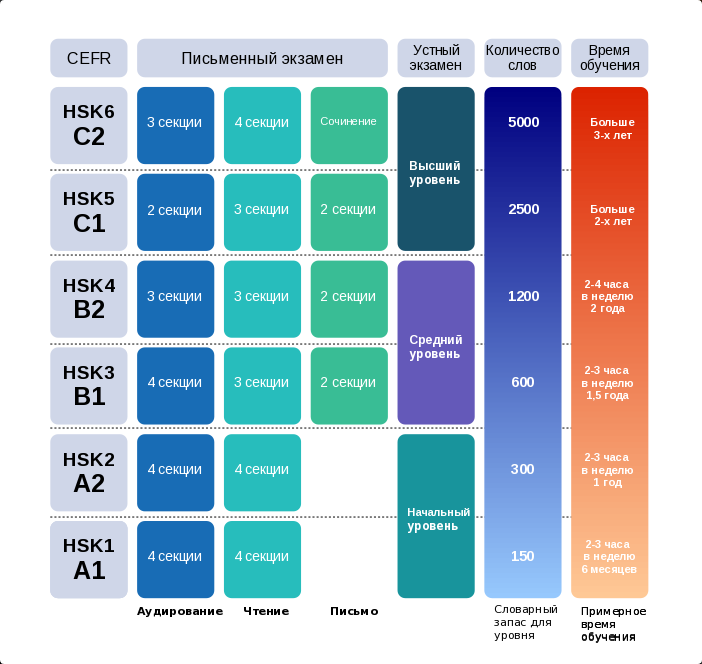 CEFR
Письменный экзамен
Устный
экзамен
Количество
слов
Время
обучения
HSK6
C2
3 секции
4 секции
Сочинение
Высший
уровень
5000
Больше
3-х лет
HSK5
C1
2 секции
3 секции
2 секции
2500
Больше
2-х лет
HSK4
B2
3 секции
3 секции
2 секции
Средний
уровень
1200
2-4 часа
в неделю
2 года
HSK3
B1
4 секции
3 секции
2 секции
600
2-3 часа
в неделю
1,5 года
HSK2
A2
4 секции
4 секции
Начальный
уровень
300
2-3 часа
в неделю
1 год
HSK1
A1
4 секции
4 секции
150
2-3 часа
в неделю
6 месяцев
Аудирование
Чтение
Письмо
Словарный
запас для
уровня
Примерное
время
обучения